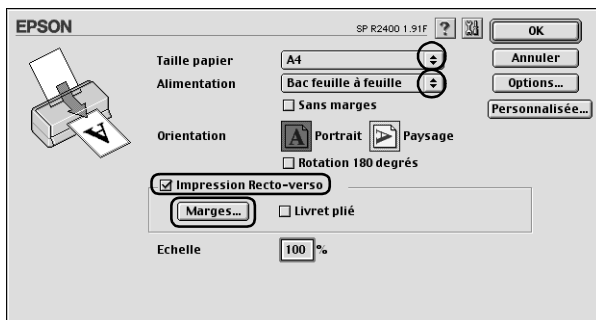 EPSON SP R2400 1.91F ? OK
Taille papier A4 Annuler
Alimentation Bac feuille à feuille Options...
Sans marges Personnalisée...
Orientation A Portrait A Paysage
Rotation 180 degrés
Impression Recto-verso
Marges... Livret plié
Echelle 100 %
A